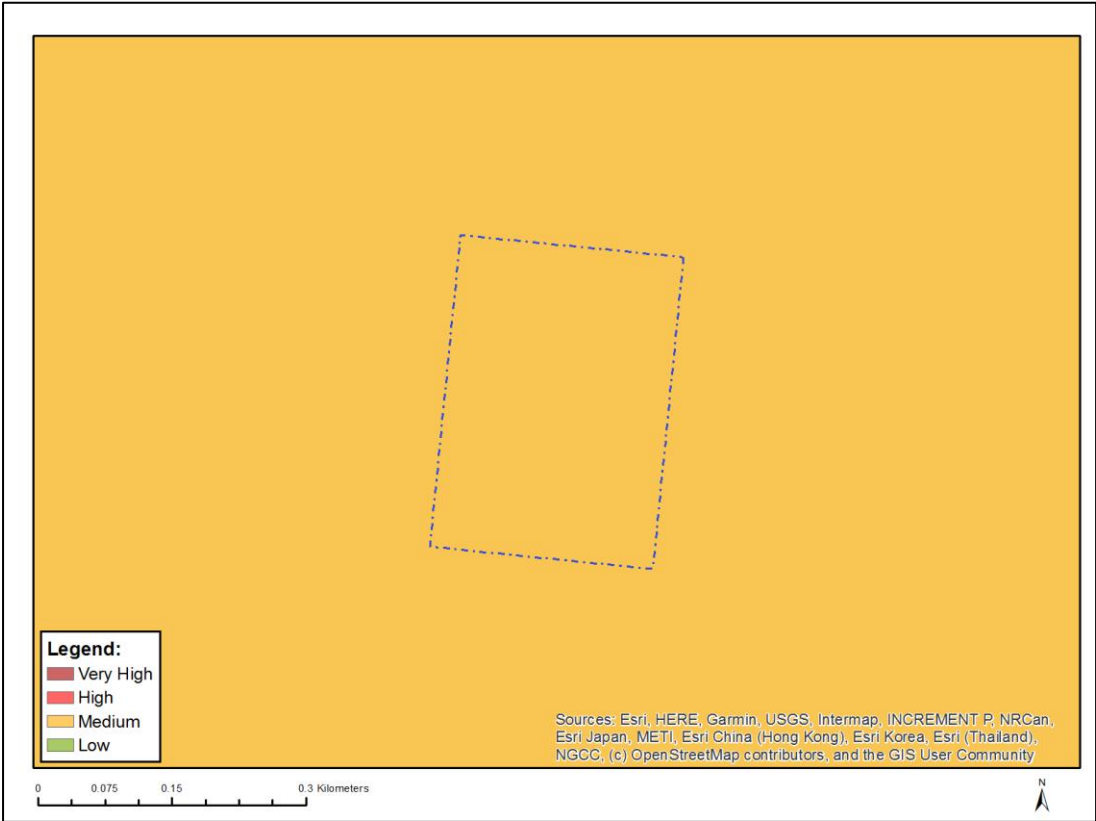 Legend:
Very High
High
Medium
Low
Sources: Esri, HERE, Garmin, USGS, Intermap, INCREMENT P, NRCan,
Esri Japan, METI, Esri China (Hong Kong), Esri Korea, Esri (Thailand),
NGCC, (c) OpenStreetMap contributors, and the GIS User Community
0 0.075 0.15 0.3 Kilometers
N